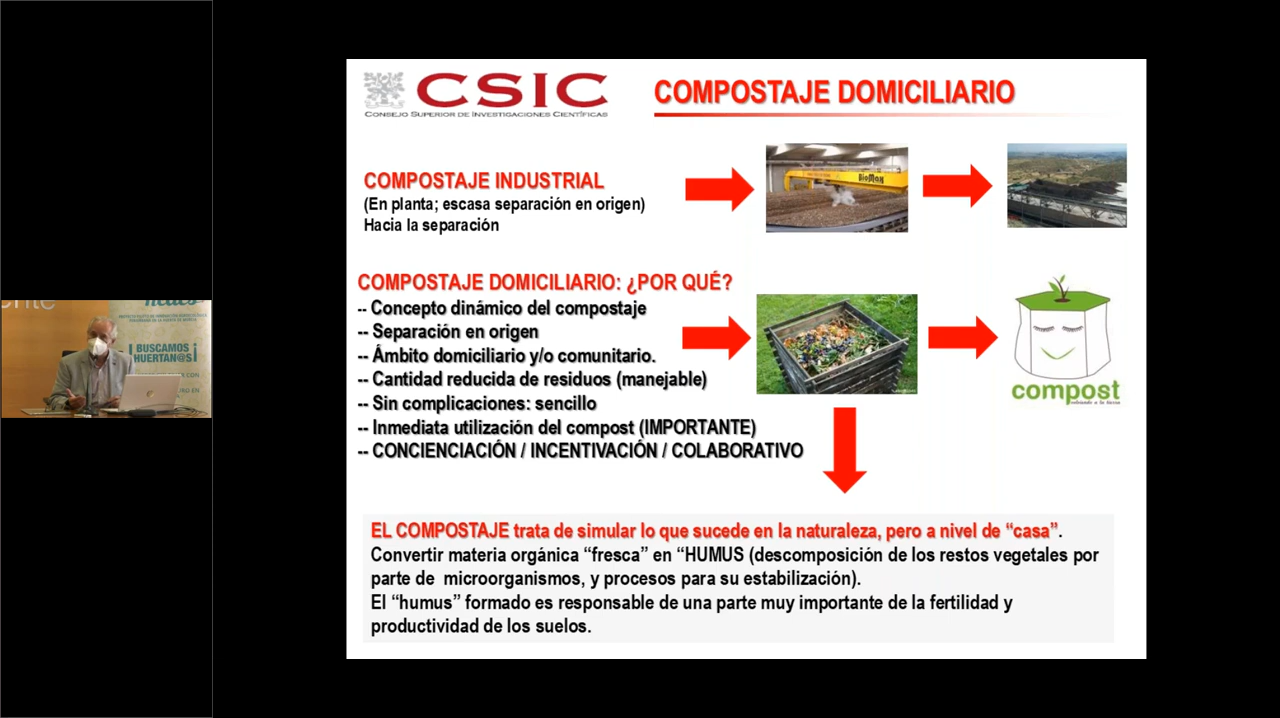 CSIC
CONSEJO SUPERIOR DE INVESTIGACIONES CIENTÍFICAS
COMPOSTAJE DOMICILIARIO
COMPOSTAJE INDUSTRIAL
(En planta; escasa separación en origen)
Hacia la separación
BioMax
COMPOSTAJE DOMICILIARIO: ¿POR QUÉ?
-- Concepto dinámico del compostaje
-- Separación en origen
-- Ámbito domiciliario y/o comunitario.
-- Cantidad reducida de residuos (manejable)
-- Sin complicaciones: sencillo
-- Inmediata utilización del compost (IMPORTANTE)
-- CONCIENCIACIÓN / INCENTIVACIÓN / COLABORATIVO
compost
EL COMPOSTAJE trata de simular lo que sucede en la naturaleza, pero a nivel de “casa”.
Convertir materia orgánica “fresca” en “HUMUS (descomposición de los restos vegetales por
parte de microorganismos, y procesos para su estabilización).
El “humus” formado es responsable de una parte muy importante de la fertilidad y
productividad de los suelos.
¡ BUSCAMOS
HUERTAN@S ¡